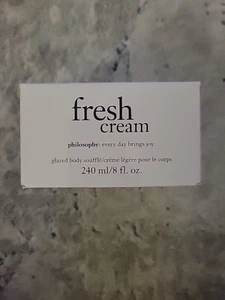 fresh
cream
philosophy: every day brings joy
glazed body soufflé/crème légère pour le corps
240 ml/8 fl. oz.